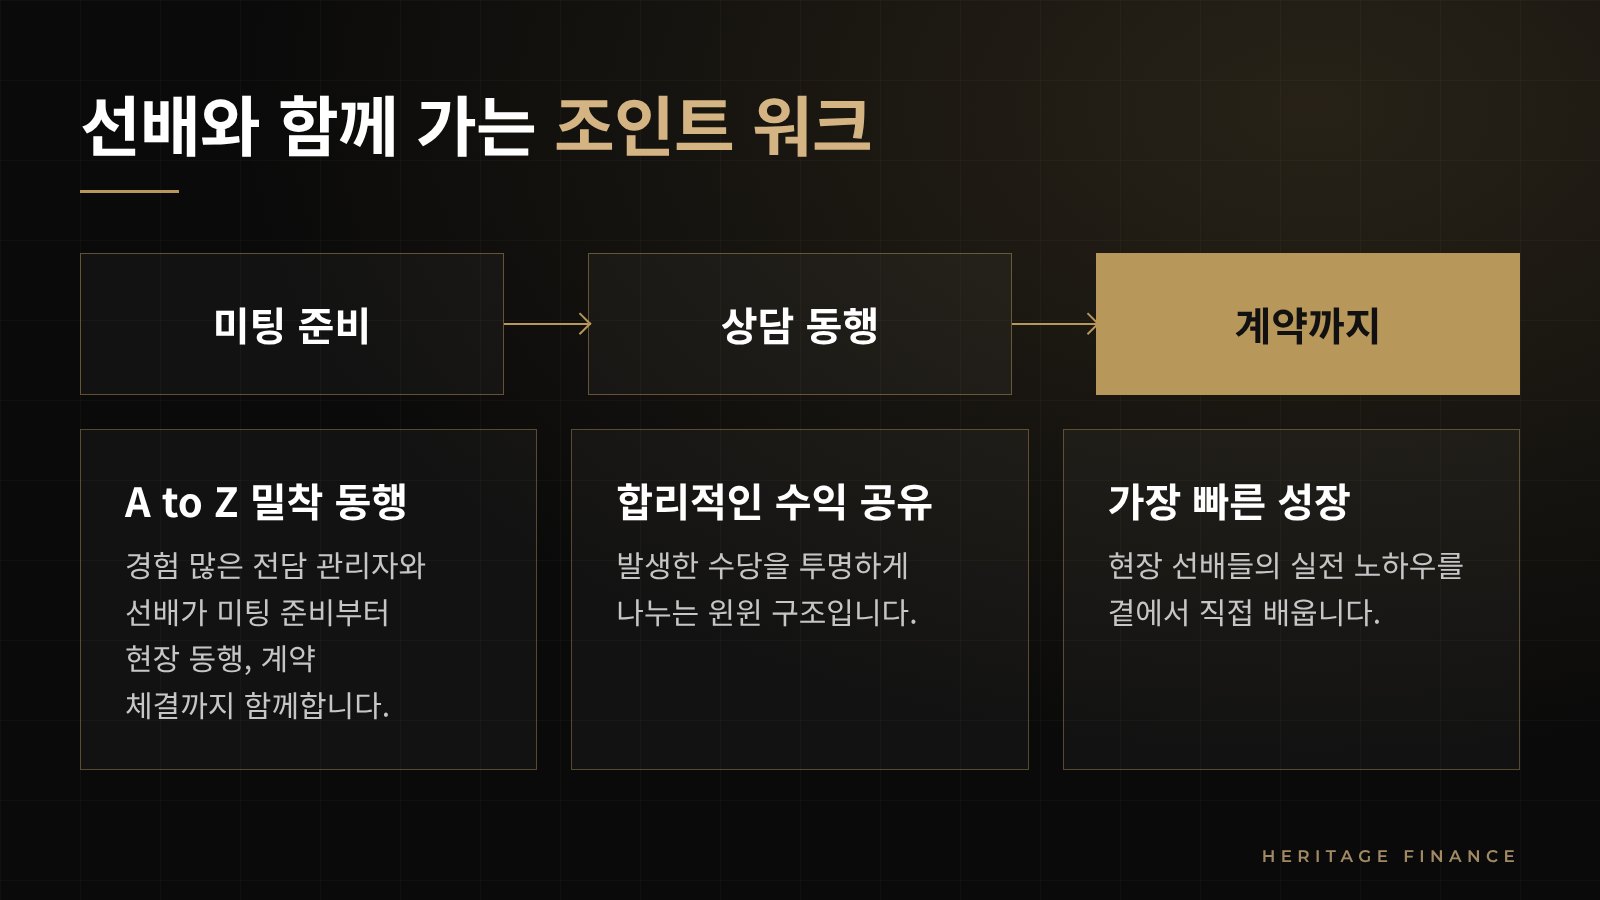 선배와 함께 가는 조인트 워크
미팅 준비
상담 동행
계약까지
A to Z 밀착 동행
경험 많은 전담 관리자와
선배가 미팅 준비부터
현장 동행, 계약
체결까지 함께합니다.
합리적인 수익 공유
발생한 수당을 투명하게
나누는 윈윈 구조입니다.
가장 빠른 성장
현장 선배들의 실전 노하우를
곁에서 직접 배웁니다.
HERITAGE FINANCE